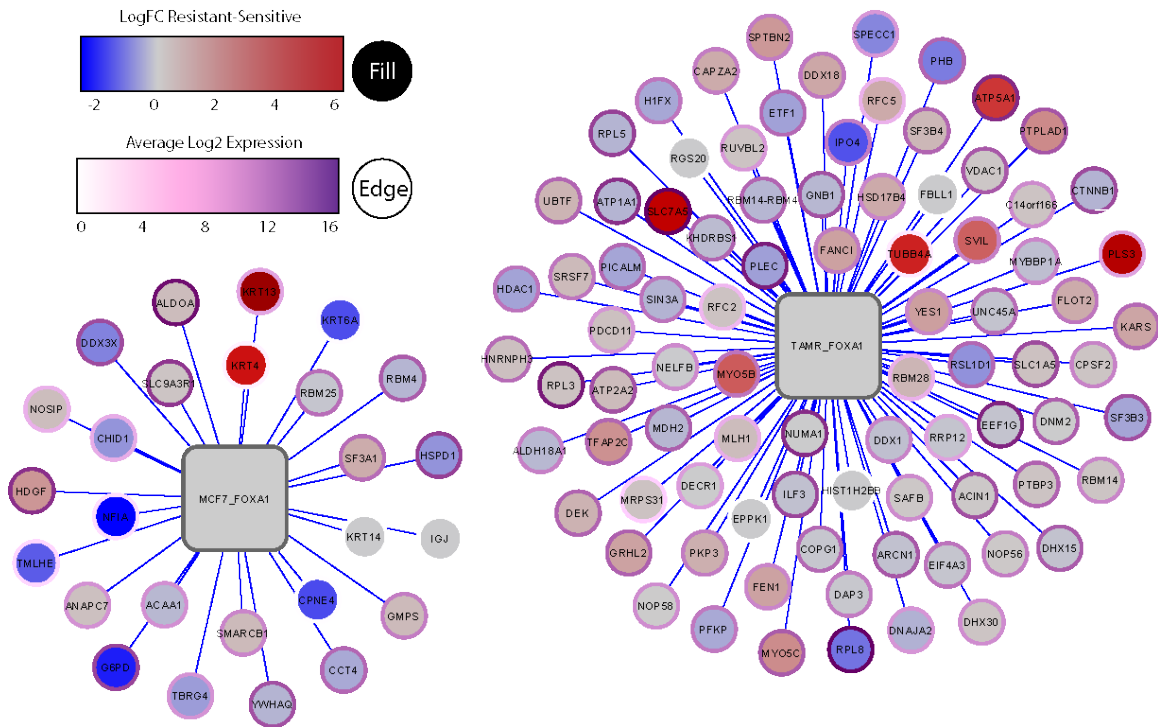 LogFC Resistant-Sensitive
-2 0 2 4 6
Fill
Average Log2 Expression
0 4 8 12 16
Edge
KRT13
ALDOA
KRT6A
DDX3X
KRT4
SLC9A3R1
RBM25
RBM4
NOSIP
CHID1
SF3A1
HSPD1
HDGF
MCF7_FOXA1
NFIA
KRT14
IGJ
TMLHE
ANAPC7
ACAA1
CPNE4
GMPS
SMARCB1
G6PD
CCT4
TBRG4
YWHAQ
SPTBN2
SPECC1
CAPZA2
DDX18
PHB
H1FX
ETF1
RFC5
ATP5A1
RPL5
RUVBL2
IPO4
SF3B4
PTPLAD1
RGS20
VDAC1
UBTF
ATP1A1
SLC7A5
RBM14-RBM4
GNB1
HSD17B4
FBLL1
C14orf166
CTNNB1
KHDRBS1
FANCI
TUBB4A
SVIL
HDAC1
SRSF7
PICALM
PLEC
MYBBP1A
PLS3
SIN3A
RFC2
YES1
UNC45A
FLOT2
PDCD11
TAMR_FOXA1
KARS
HNRNPH3
NELFB
RPL3
ATP2A2
MYO5B
RBM28
RSL1D1
SLC1A5
CPSF2
ALDH18A1
TFAP2C
MDH2
MLH1
NUMA1
DDX1
RRP12
EEF1G
DNM2
SF3B3
DEK
MRPS31
DECR1
ILF3
HIST1H2BB
SAFB
ACIN1
PTBP3
RBM14
GRHL2
PKP3
EPPK1
COPG1
ARCN1
EIF4A3
NOP56
DHX15
NOP58
FEN1
DAP3
PFKP
MYO5C
RPL8
DNAJA2
DHX30